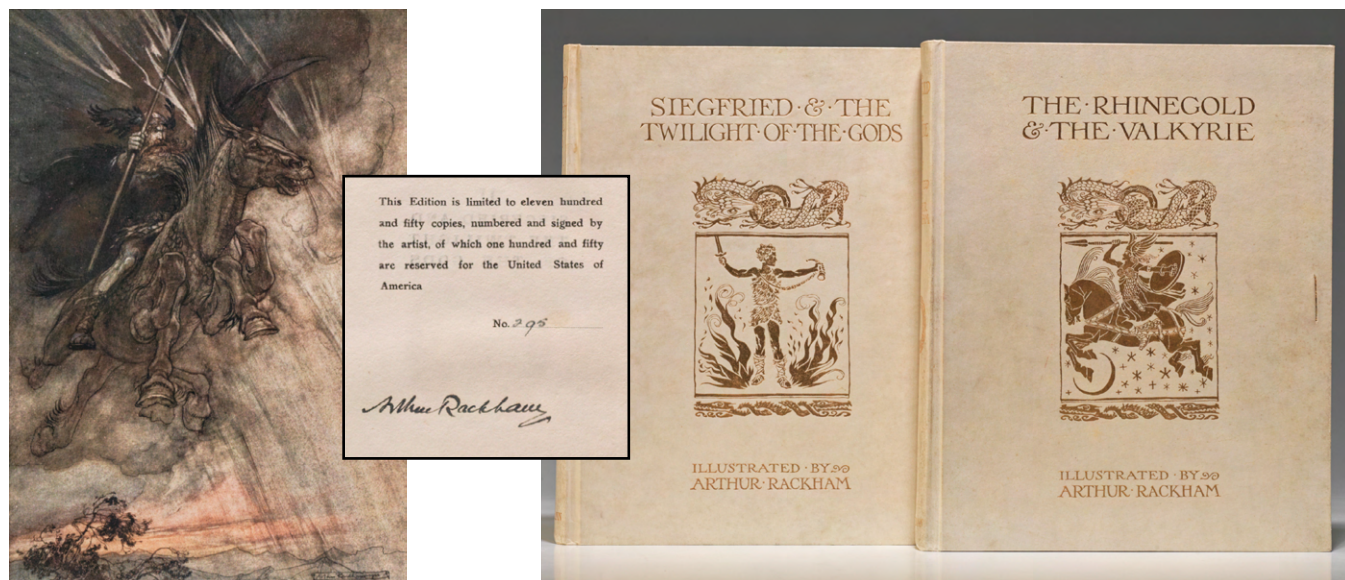 This Edition is limited to eleven hundred
and fifty copies, numbered and signed by
the artist, of which one hundred and fifty
are reserved for the United States of
America
No. 295
Arthur Rackham
SIEGFRIED · & · THE
TWILIGHT · OF · THE · GODS
ILLUSTRATED · BY
ARTHUR · RACKHAM
THE · RHINEGOLD
& · THE · VALKYRIE
ILLUSTRATED · BY
ARTHUR · RACKHAM